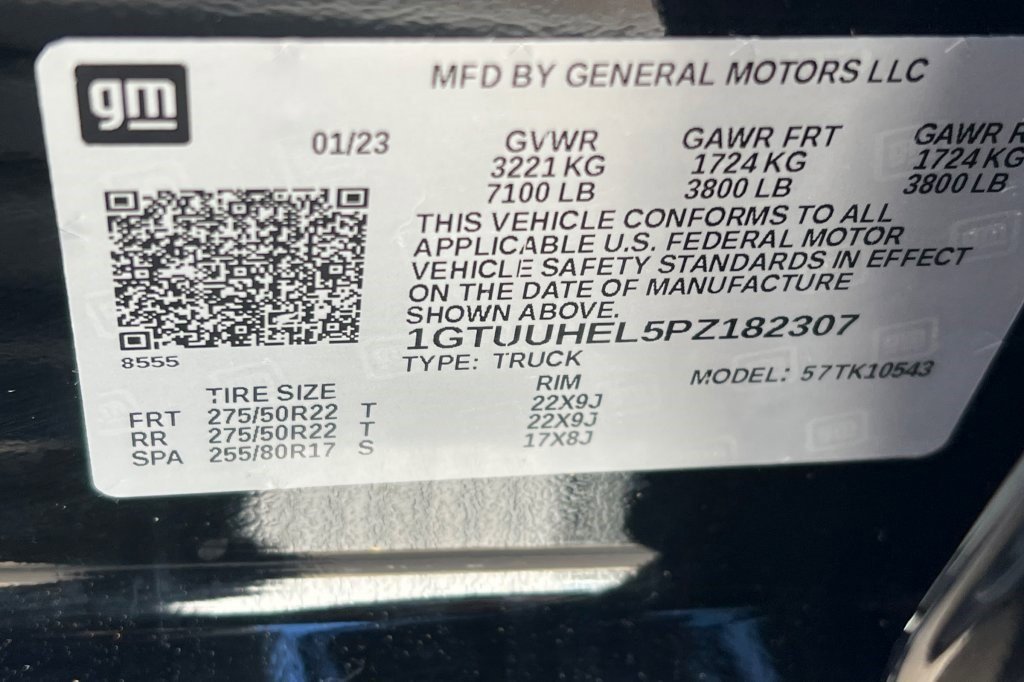 gm
MFD BY GENERAL MOTORS LLC
01/23 GVWR GAWR FRT GAWR R
3221 KG 1724 KG 1724 KG
7100 LB 3800 LB 3800 LB
THIS VEHICLE CONFORMS TO ALL
APPLICABLE U.S. FEDERAL MOTOR
VEHICLE SAFETY STANDARDS IN EFFECT
ON THE DATE OF MANUFACTURE
SHOWN ABOVE.
1GTUUHEL5PZ182307
8555
TYPE: TRUCK MODEL: 57TK10543
TIRE SIZE RIM
FRT 275/50R22 T 22X9J
RR 275/50R22 T 22X9J
SPA 255/80R17 S 17X8J